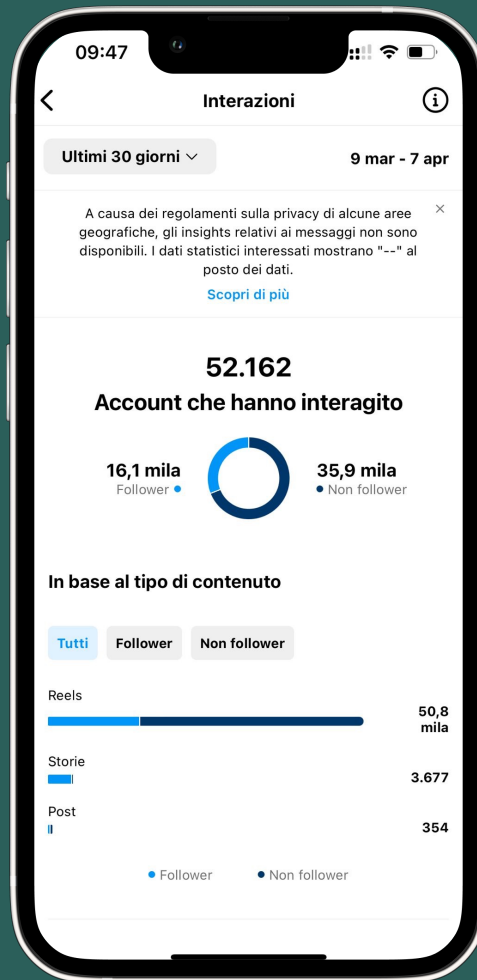 09:47
Interazioni
Ultimi 30 giorni
9 mar - 7 apr
A causa dei regolamenti sulla privacy di alcune aree
geografiche, gli insights relativi ai messaggi non sono
disponibili. I dati statistici interessati mostrano "--" al
posto dei dati.
Scopri di più
52.162
Account che hanno interagito
16,1 mila
Follower
35,9 mila
Non follower
In base al tipo di contenuto
Tutti
Follower
Non follower
Reels
50,8
mila
Storie
3.677
Post
354
Follower
Non follower